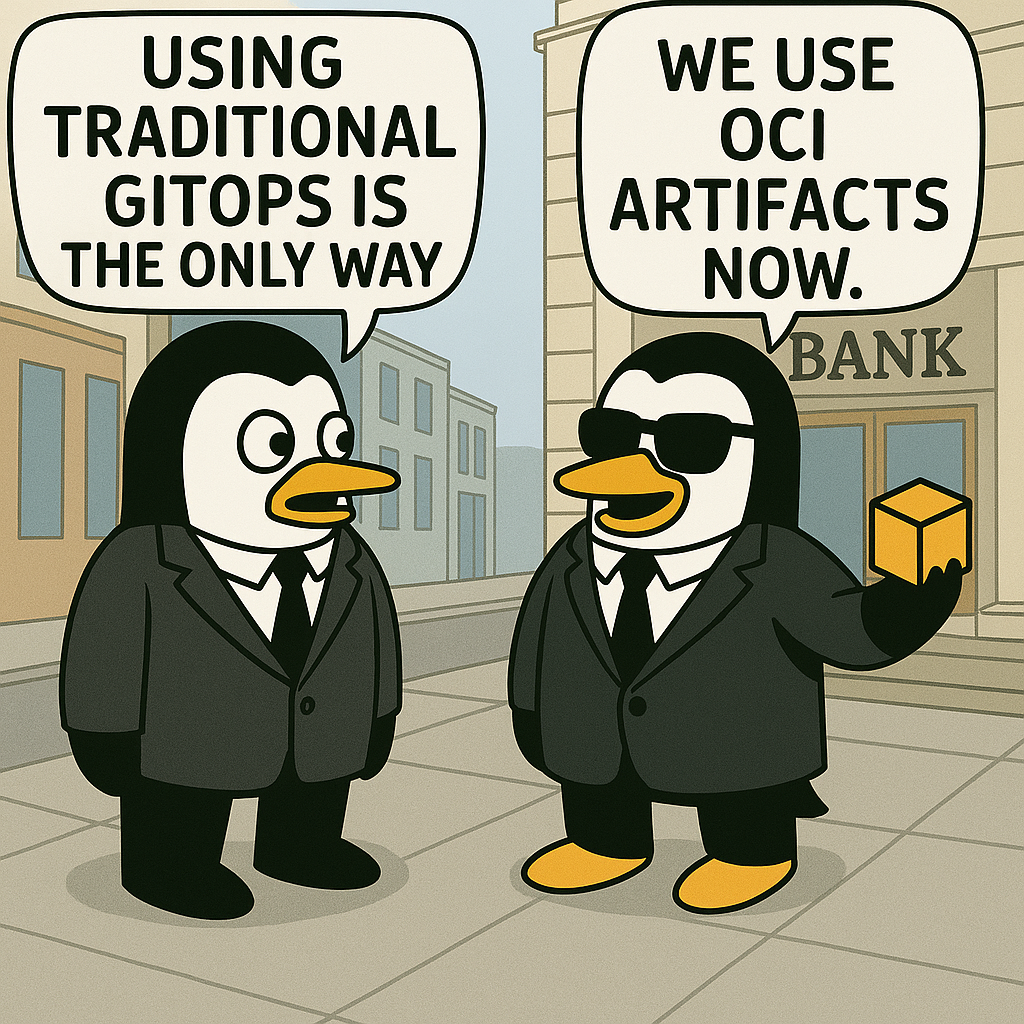 USING
TRADITIONAL
GITOPS IS
THE ONLY WAY
WE USE
OCI
ARTIFACTS
NOW.
BANK